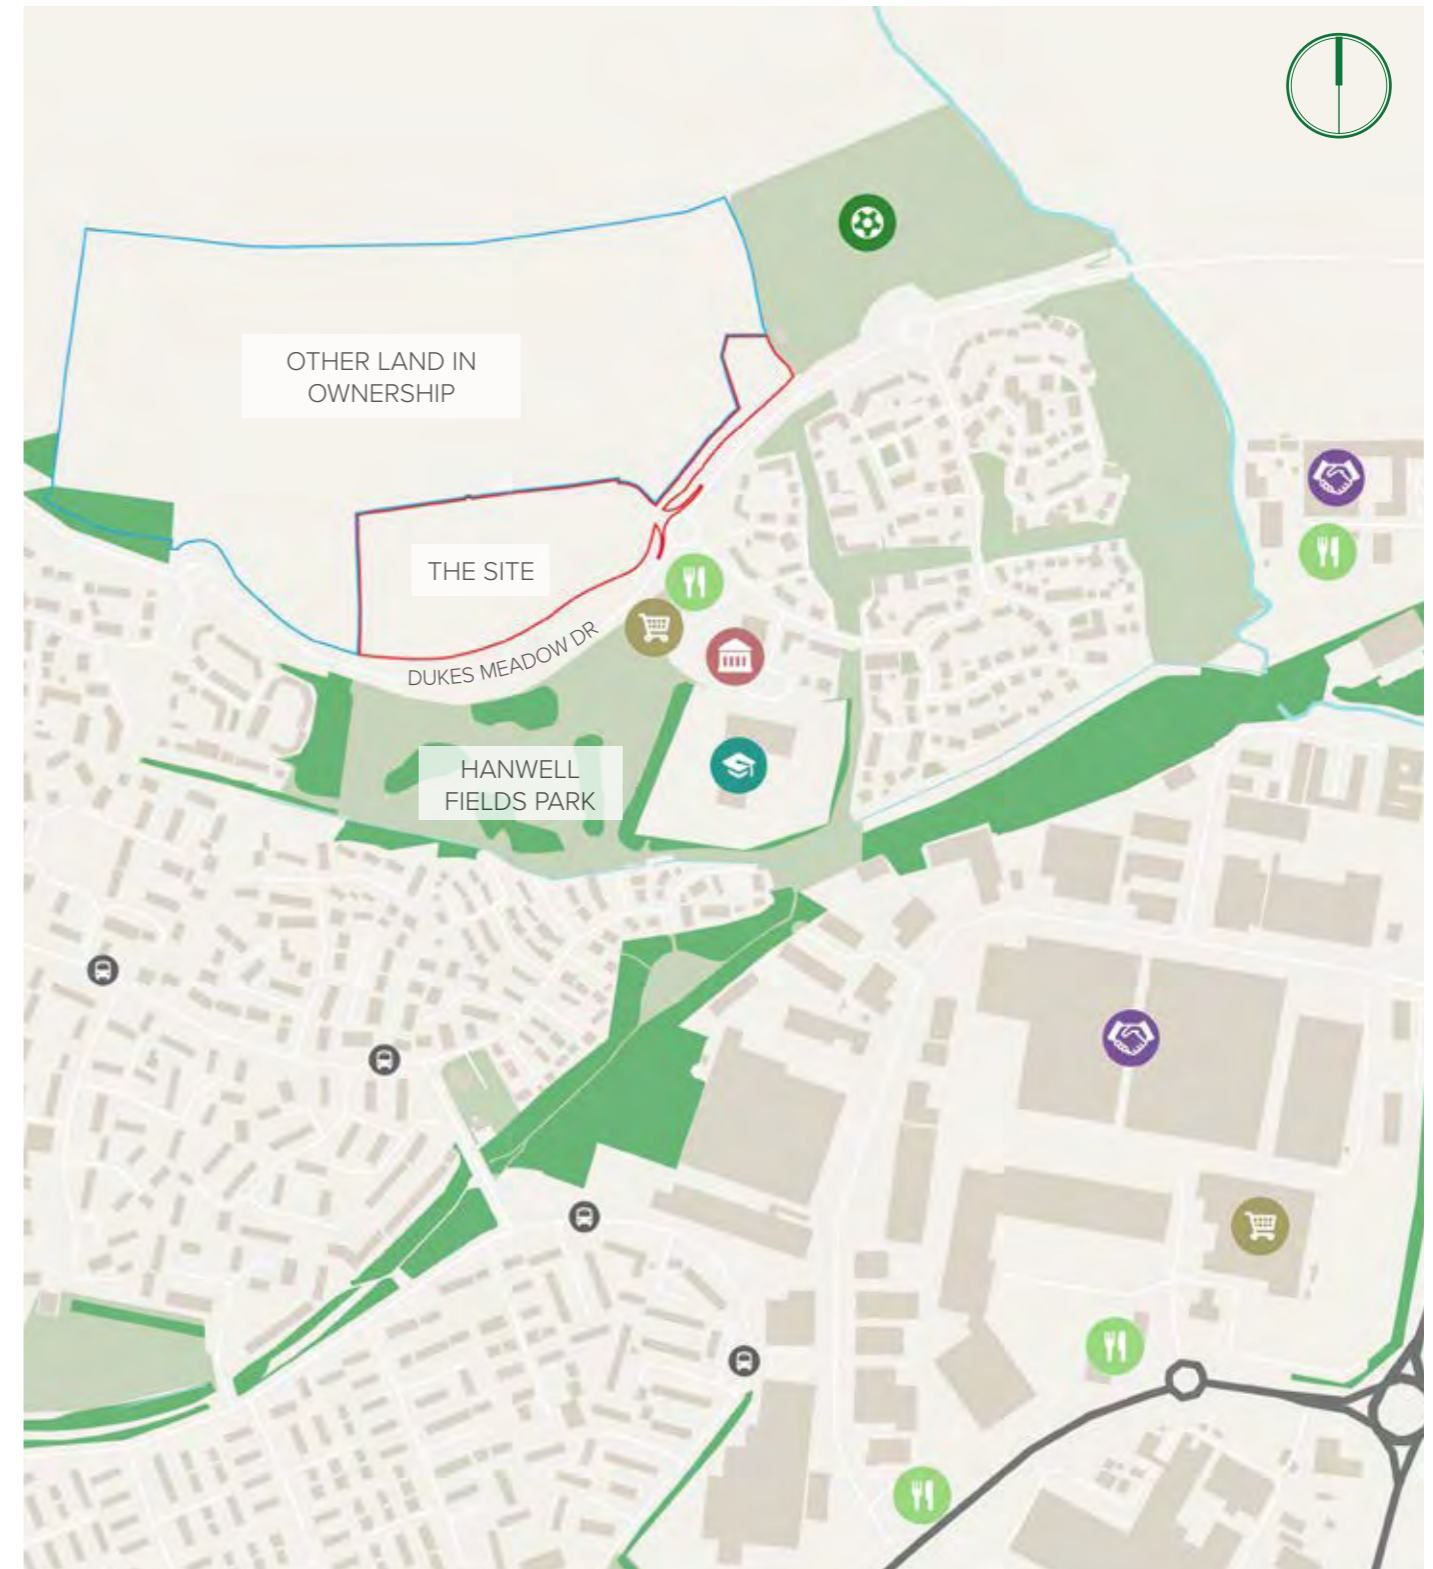 OTHER LAND IN
OWNERSHIP
THE SITE
DUKES MEADOW DR
HANWELL
FIELDS PARK